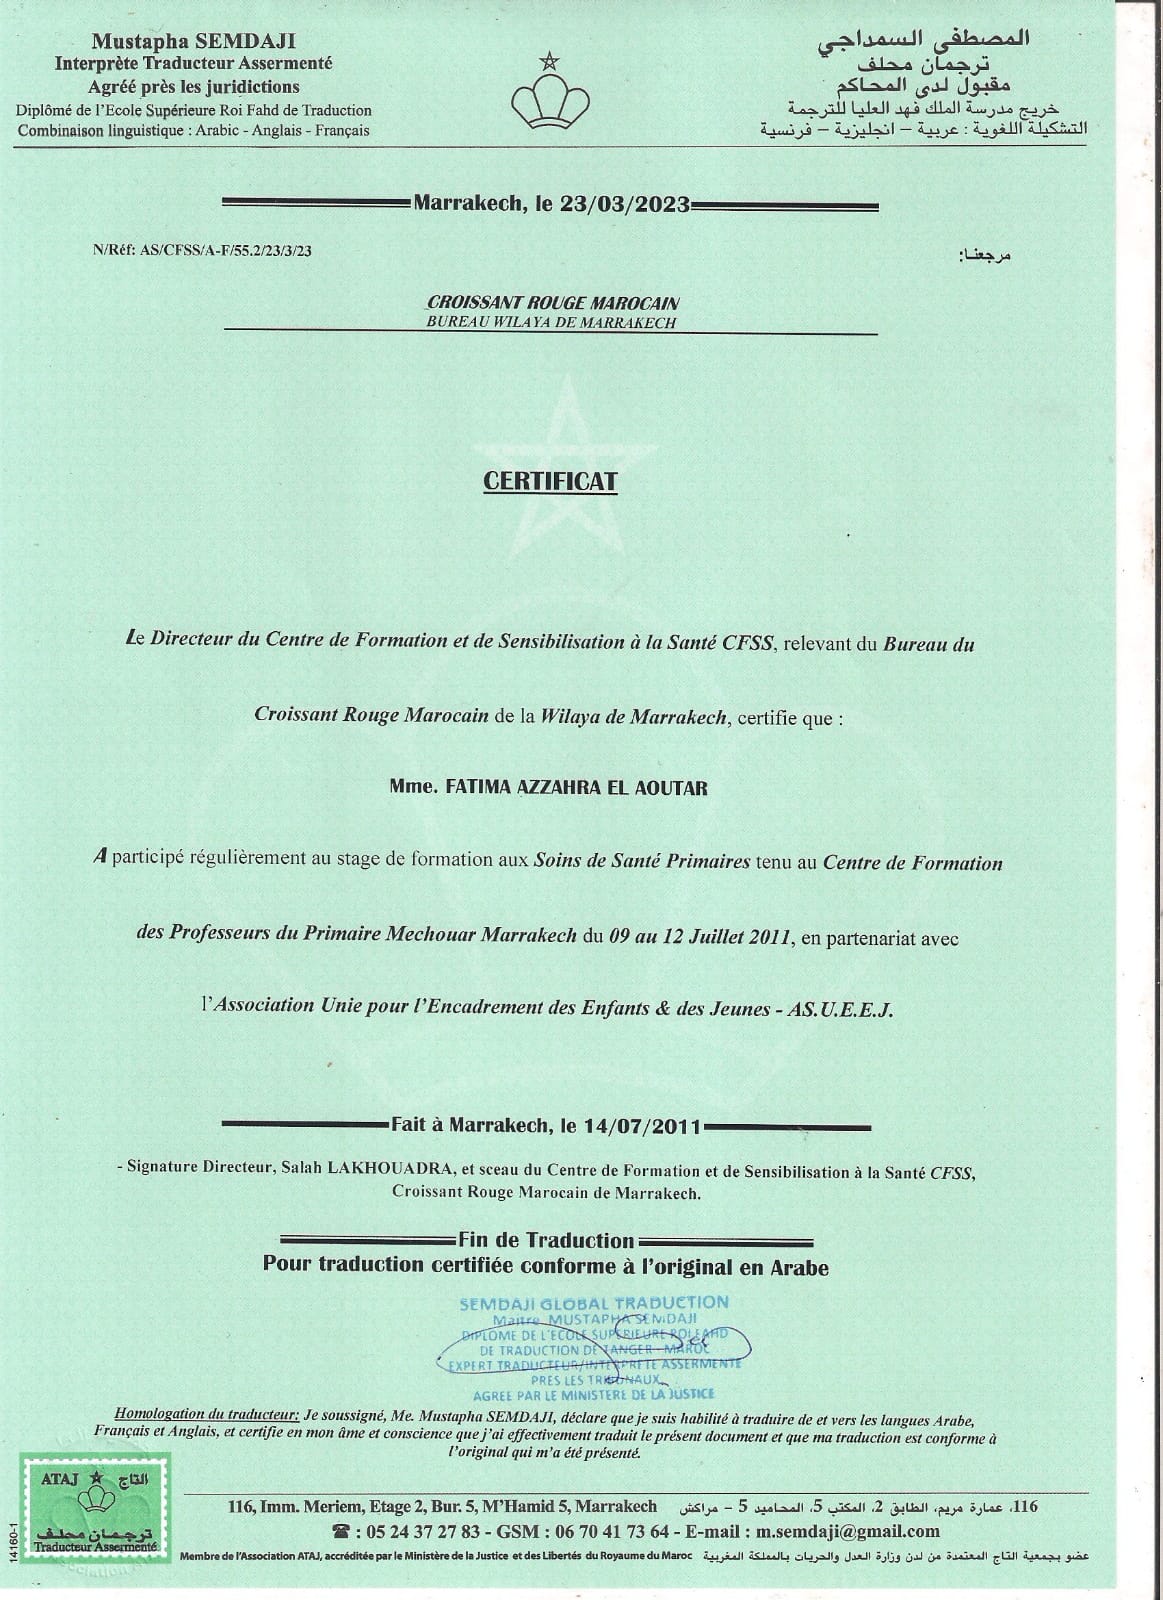 Mustapha SEMDAJI
Interprète Traducteur Assermenté
Agréé près les juridictions
Diplômé de l'Ecole Supérieure Roi Fahd de Traduction
Combinaison linguistique : Arabic - Anglais - Français
المصطفى السمداجي
ترجمان محلف
مقبول لدى المحاكم
خريج مدرسة الملك فهد العليا للترجمة
التشكيلة اللغوية : عربية – انجليزية – فرنسية
Marrakech, le 23/03/2023
N/Réf: AS/CFSS/A-F/55.2/23/3/23
مرجعنا:
CROISSANT ROUGE MAROCAIN
BUREAU WILAYA DE MARRAKECH
CERTIFICAT
Le Directeur du Centre de Formation et de Sensibilisation à la Santé CFSS, relevant du Bureau du
Croissant Rouge Marocain de la Wilaya de Marrakech, certifie que :
Mme. FATIMA AZZAHRA EL AOUTAR
A participé régulièrement au stage de formation aux Soins de Santé Primaires tenu au Centre de Formation
des Professeurs du Primaire Mechouar Marrakech du 09 au 12 Juillet 2011, en partenariat avec
l'Association Unie pour l'Encadrement des Enfants & des Jeunes - AS.U.E.E.J.
Fait à Marrakech, le 14/07/2011
- Signature Directeur, Salah LAKHOUADRA, et sceau du Centre de Formation et de Sensibilisation à la Santé CFSS,
Croissant Rouge Marocain de Marrakech.
Fin de Traduction
Pour traduction certifiée conforme à l'original en Arabe
SEMDAJI GLOBAL TRADUCTION
Maître MUSTAPHA SEMDAJI
DIPLOME DE L'ECOLE SUPERIEURE ROI FAHD
DE TRADUCTION DE TANGER - MAROC
EXPERT TRADUCTEUR/INTERPRETE ASSERMENTE
PRES LES TRIBUNAUX
AGREE PAR LE MINISTERE DE LA JUSTICE
Homologation du traducteur: Je soussigné, Me. Mustapha SEMDAJI, déclare que je suis habilité à traduire de et vers les langues Arabe,
Français et Anglais, et certifie en mon âme et conscience que j'ai effectivement traduit le présent document et que ma traduction est conforme à
l'original qui m'a été présenté.
ATAJ التاج
ترجمان محلف
Traducteur Assermenté
14160-1
116, Imm. Meriem, Etage 2, Bur. 5, M'Hamid 5, Marrakech 116، عمارة مريم، الطابق 2، المكتب 5، المحاميد 5 – مراكش
☎ : 05 24 37 27 83 - GSM : 06 70 41 73 64 - E-mail : m.semdaji@gmail.com
Membre de l'Association ATAJ, accréditée par le Ministère de la Justice et des Libertés du Royaume du Maroc عضو بجمعية التاج المعتمدة من لدن وزارة العدل والحريات بالمملكة المغربية